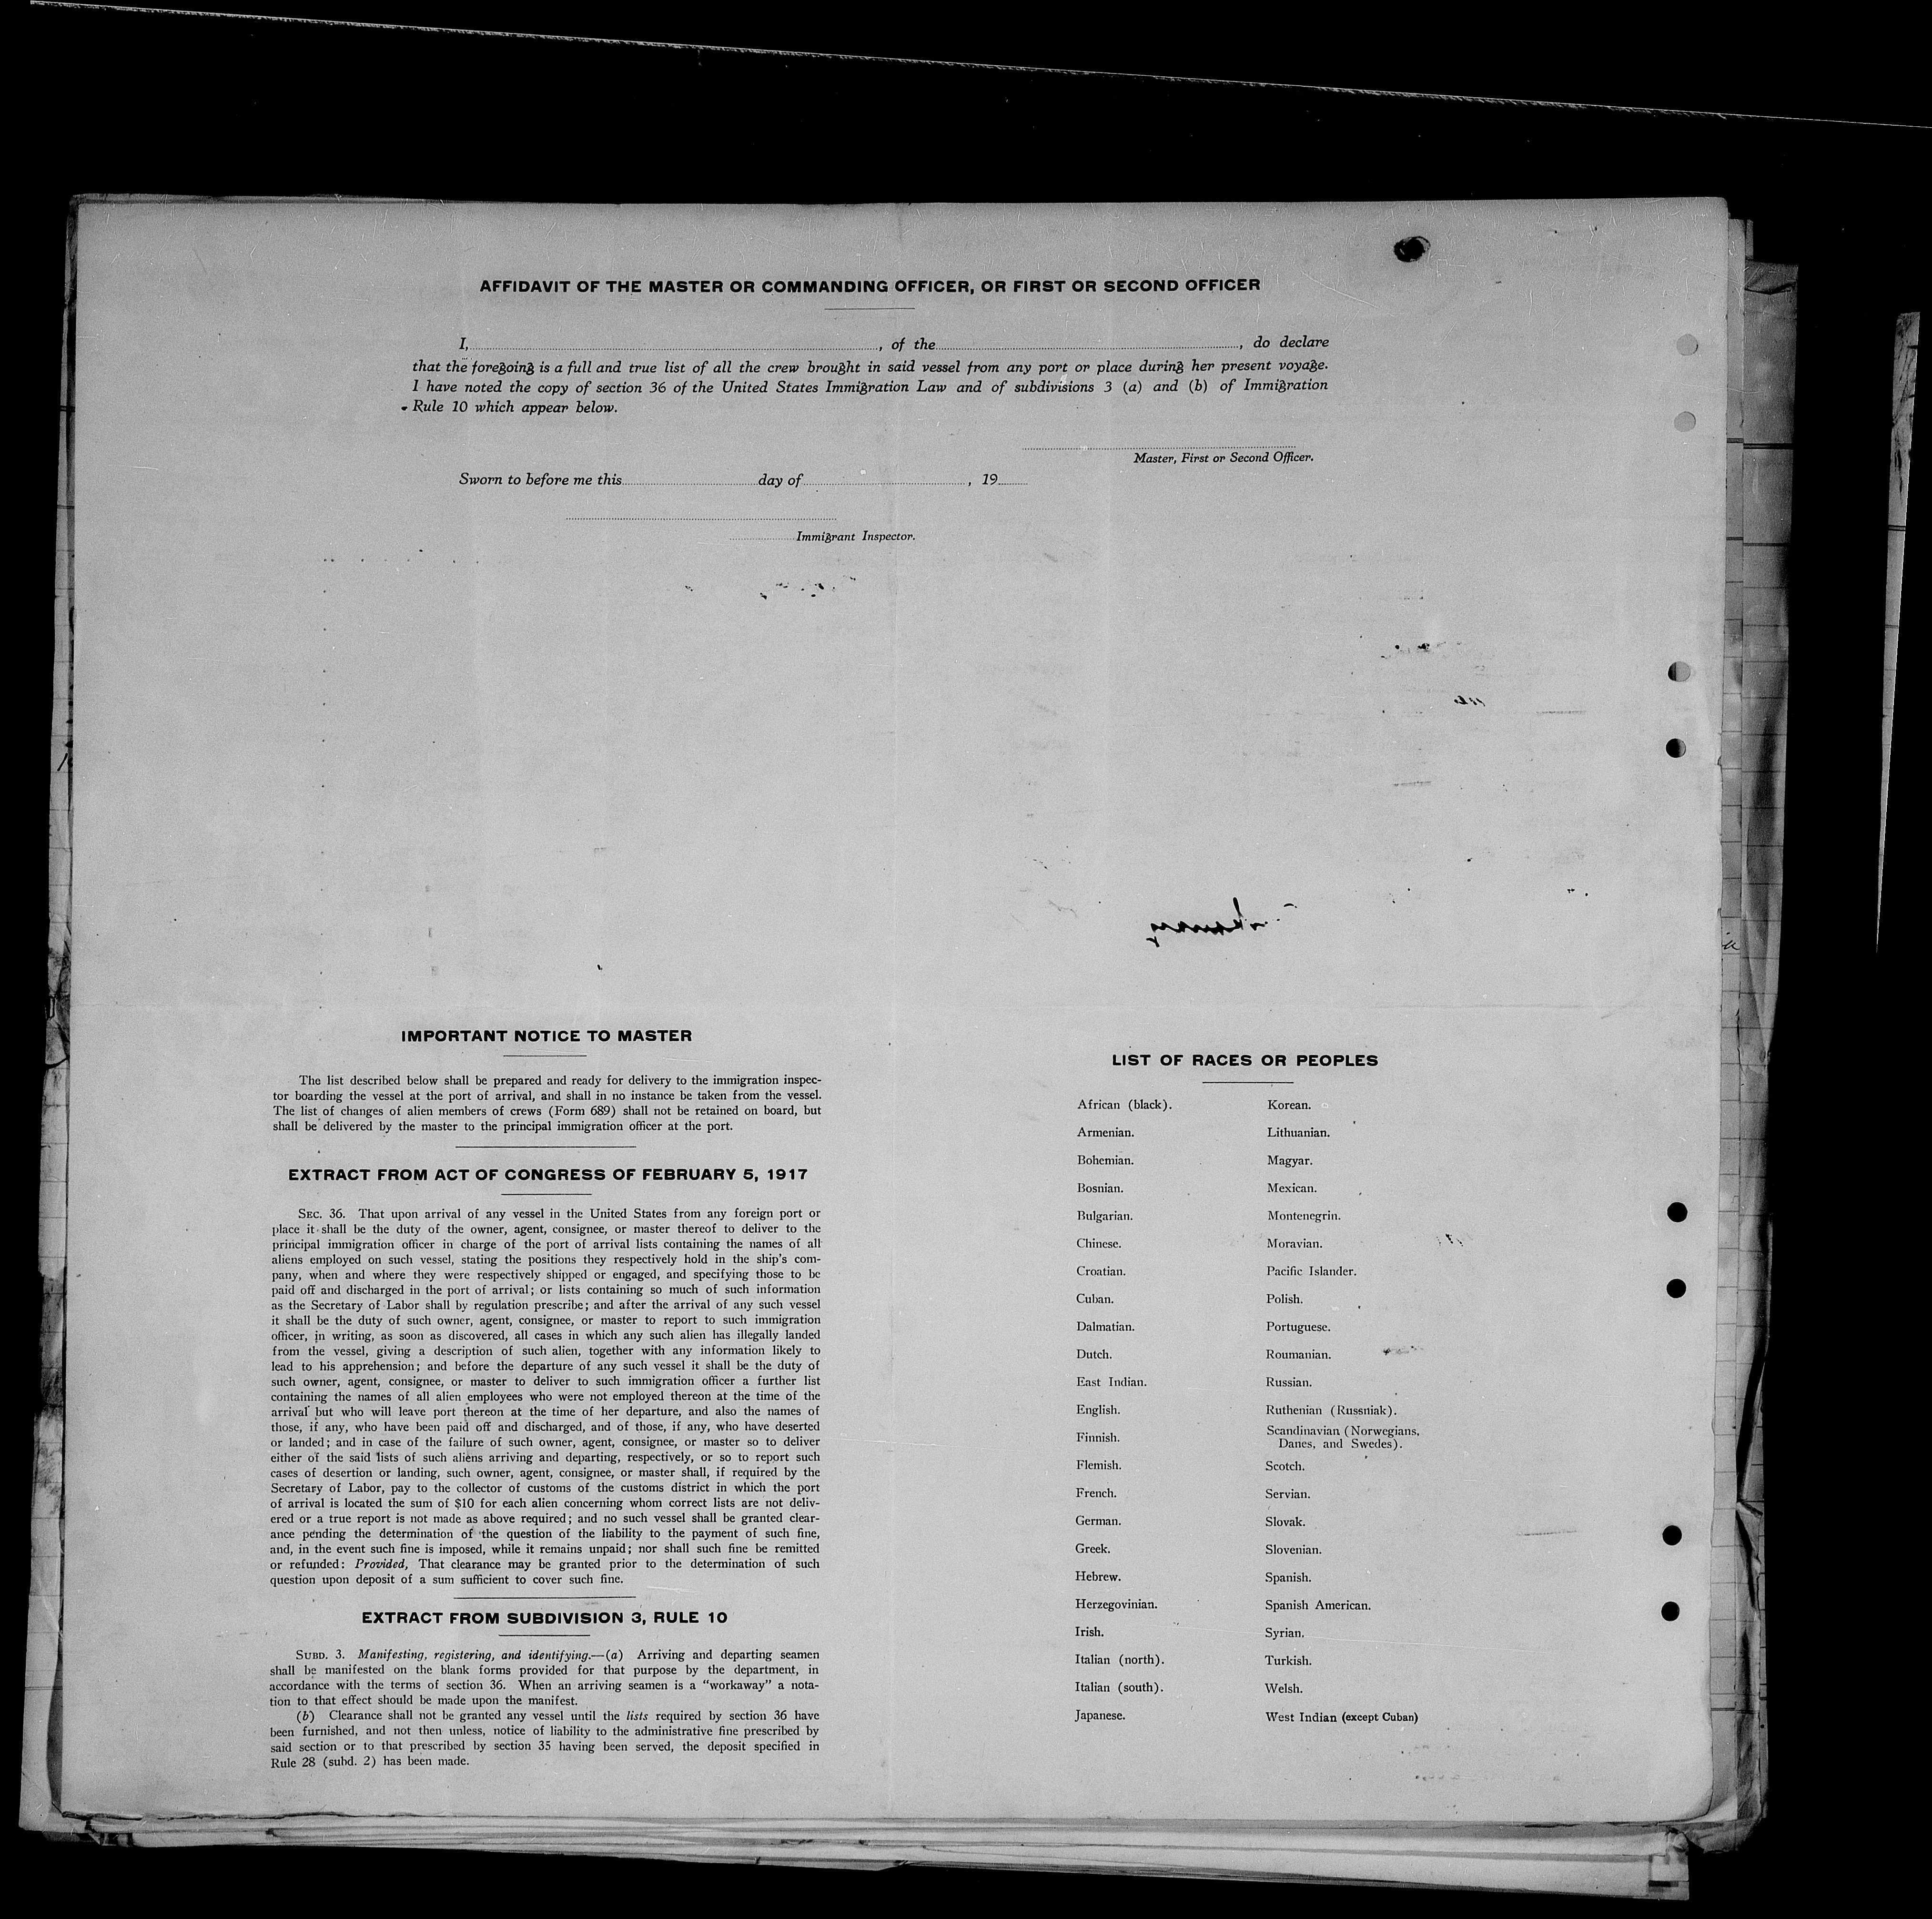 AFFIDAVIT OF THE MASTER OR COMMANDING OFFICER, OR FIRST OR SECOND OFFICER
I, , of the , do declare
that the foregoing is a full and true list of all the crew brought in said vessel from any port or place during her present voyage.
I have noted the copy of section 36 of the United States Immigration Law and of subdivisions 3 (a) and (b) of Immigration
Rule 10 which appear below.
Master, First or Second Officer.
Sworn to before me this day of , 19
Immigrant Inspector.
IMPORTANT NOTICE TO MASTER
The list described below shall be prepared and ready for delivery to the immigration inspec-
tor boarding the vessel at the port of arrival, and shall in no instance be taken from the vessel.
The list of changes of alien members of crews (Form 689) shall not be retained on board, but
shall be delivered by the master to the principal immigration officer at the port.
EXTRACT FROM ACT OF CONGRESS OF FEBRUARY 5, 1917
SEC. 36. That upon arrival of any vessel in the United States from any foreign port or
place it shall be the duty of the owner, agent, consignee, or master thereof to deliver to the
principal immigration officer in charge of the port of arrival lists containing the names of all
aliens employed on such vessel, stating the positions they respectively hold in the ship's com-
pany, when and where they were respectively shipped or engaged, and specifying those to be
paid off and discharged in the port of arrival; or lists containing so much of such information
as the Secretary of Labor shall by regulation prescribe; and after the arrival of any such vessel
it shall be the duty of such owner, agent, consignee, or master to report to such immigration
officer, in writing, as soon as discovered, all cases in which any such alien has illegally landed
from the vessel, giving a description of such alien, together with any information likely to
lead to his apprehension; and before the departure of any such vessel it shall be the duty of
such owner, agent, consignee, or master to deliver to such immigration officer a further list
containing the names of all alien employees who were not employed thereon at the time of the
arrival but who will leave port thereon at the time of her departure, and also the names of
those, if any, who have been paid off and discharged, and of those, if any, who have deserted
or landed; and in case of the failure of such owner, agent, consignee, or master so to deliver
either of the said lists of such aliens arriving and departing, respectively, or so to report such
cases of desertion or landing, such owner, agent, consignee, or master shall, if required by the
Secretary of Labor, pay to the collector of customs of the customs district in which the port
of arrival is located the sum of $10 for each alien concerning whom correct lists are not deliv-
ered or a true report is not made as above required; and no such vessel shall be granted clear-
ance pending the determination of the question of the liability to the payment of such fine,
and, in the event such fine is imposed, while it remains unpaid; nor shall such fine be remitted
or refunded: Provided, That clearance may be granted prior to the determination of such
question upon deposit of a sum sufficient to cover such fine.
EXTRACT FROM SUBDIVISION 3, RULE 10
SUBD. 3. Manifesting, registering, and identifying.—(a) Arriving and departing seamen
shall be manifested on the blank forms provided for that purpose by the department, in
accordance with the terms of section 36. When an arriving seamen is a "workaway" a nota-
tion to that effect should be made upon the manifest.
(b) Clearance shall not be granted any vessel until the lists required by section 36 have
been furnished, and not then unless, notice of liability to the administrative fine prescribed by
said section or to that prescribed by section 35 having been served, the deposit specified in
Rule 28 (subd. 2) has been made.
LIST OF RACES OR PEOPLES
African (black).
Armenian.
Bohemian.
Bosnian.
Bulgarian.
Chinese.
Croatian.
Cuban.
Dalmatian.
Dutch.
East Indian.
English.
Finnish.
Flemish.
French.
German.
Greek.
Hebrew.
Herzegovinian.
Irish.
Italian (north).
Italian (south).
Japanese.
Korean.
Lithuanian.
Magyar.
Mexican.
Montenegrin.
Moravian.
Pacific Islander.
Polish.
Portuguese.
Roumanian.
Russian.
Ruthenian (Russniak).
Scandinavian (Norwegians,
Danes, and Swedes).
Scotch.
Servian.
Slovak.
Slovenian.
Spanish.
Spanish American.
Syrian.
Turkish.
Welsh.
West Indian (except Cuban)